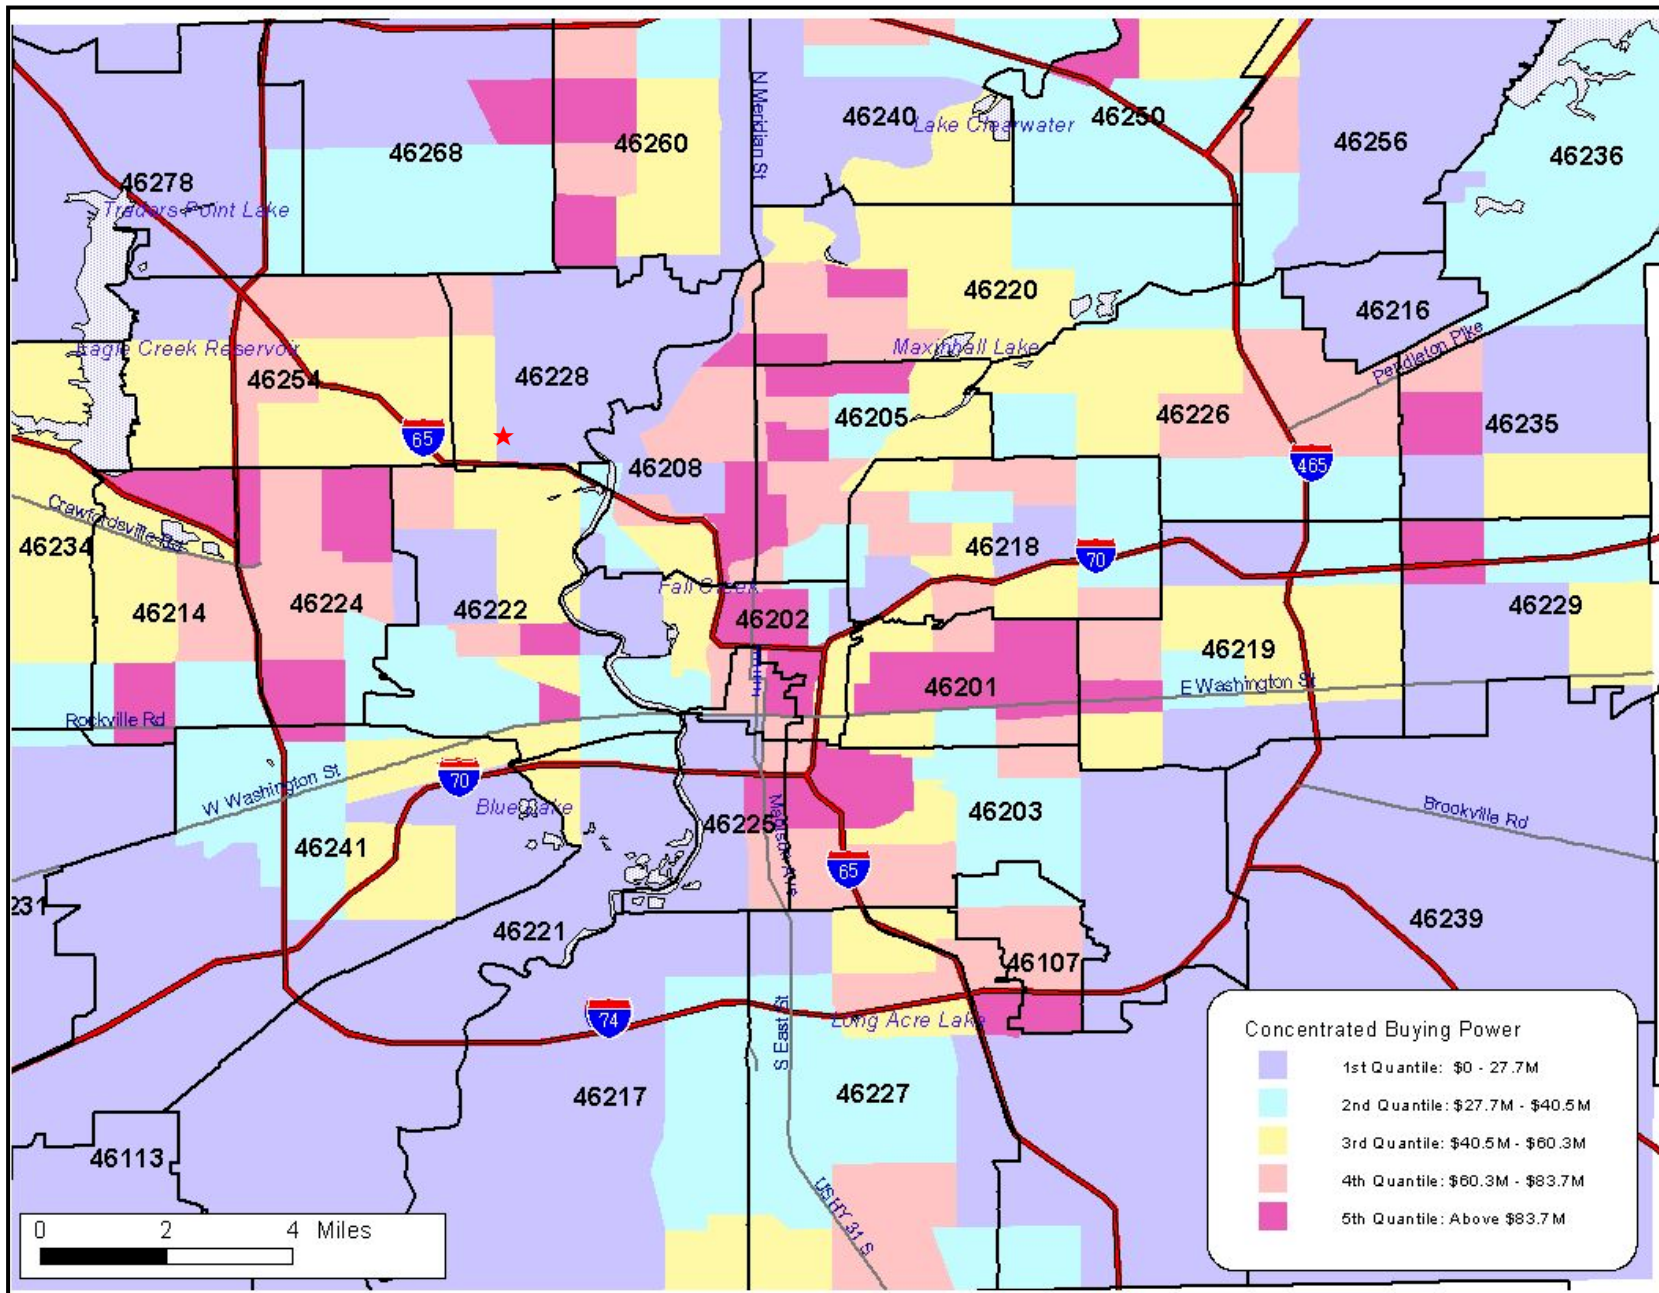 N Meridian St
46240
Lake Clearwater
46250
46256
46236
46268
46260
46278
Traders Point Lake
46220
46216
Pendleton Pike
Eagle Creek Reservoir
46254
46228
Maxinhall Lake
46205
46226
46235
65
46208
465
Crawfordsville Rd
46234
46218
70
46214
46224
46222
Fall Creek
46202
46229
46219
46201
E Washington St
Rockville Rd
W Washington St
70
Blue Lake
46225
Madison Ave
46203
Brookville Rd
46241
65
231
46221
46239
46107
74
S East St
Long Acre Lake
46217
46227
46113
USHY 31 S
Concentrated Buying Power
1st Quantile: $0 - 27.7M
2nd Quantile: $27.7M - $40.5M
3rd Quantile: $40.5M - $60.3M
4th Quantile: $60.3M - $83.7M
5th Quantile: Above $83.7M
0 2 4 Miles